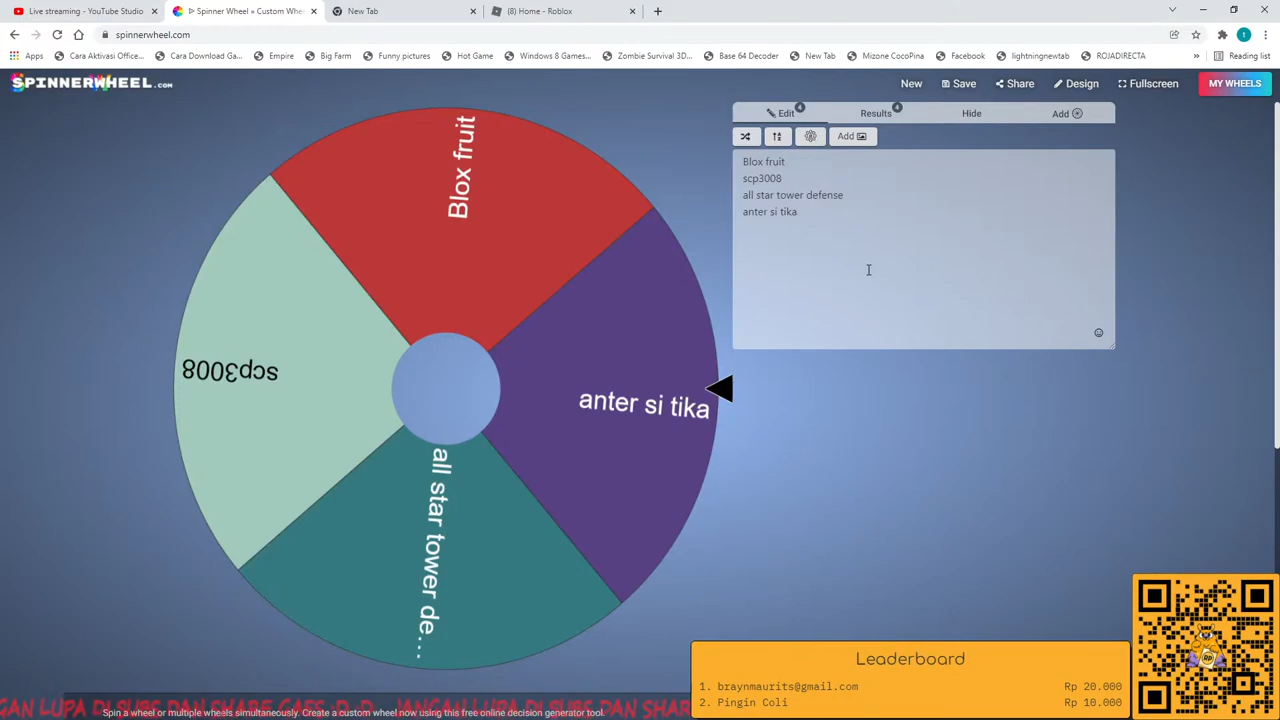 Live streaming - YouTube Studio
Spinner Wheel » Custom Whe
New Tab
(8) Home - Roblox
spinnerwheel.com
t
Apps
Cara Aktivasi Office...
Cara Download Ga...
Empire
Big Farm
Funny pictures
Hot Game
Windows 8 Games...
Zombie Survival 3D...
Base 64 Decoder
New Tab
Mizone CocoPina
Facebook
lightningnewtab
ROJADIRECTA
»
Reading list
SPINNERWHEEL.COM
New
Save
Share
Design
Fullscreen
MY WHEELS
Edit
4
Results
4
Hide
Add
Add
Blox fruit
scp3008
all star tower defense
anter si tika
Blox fruit
anter si tika
scp3008
all star tower de...
Leaderboard
1. braynmaurits@gmail.com Rp 20.000
2. Pingin Coli Rp 10.000
RP
Spin a wheel or multiple wheels simultaneously. Create a custom wheel now using this free online decision generator tool.